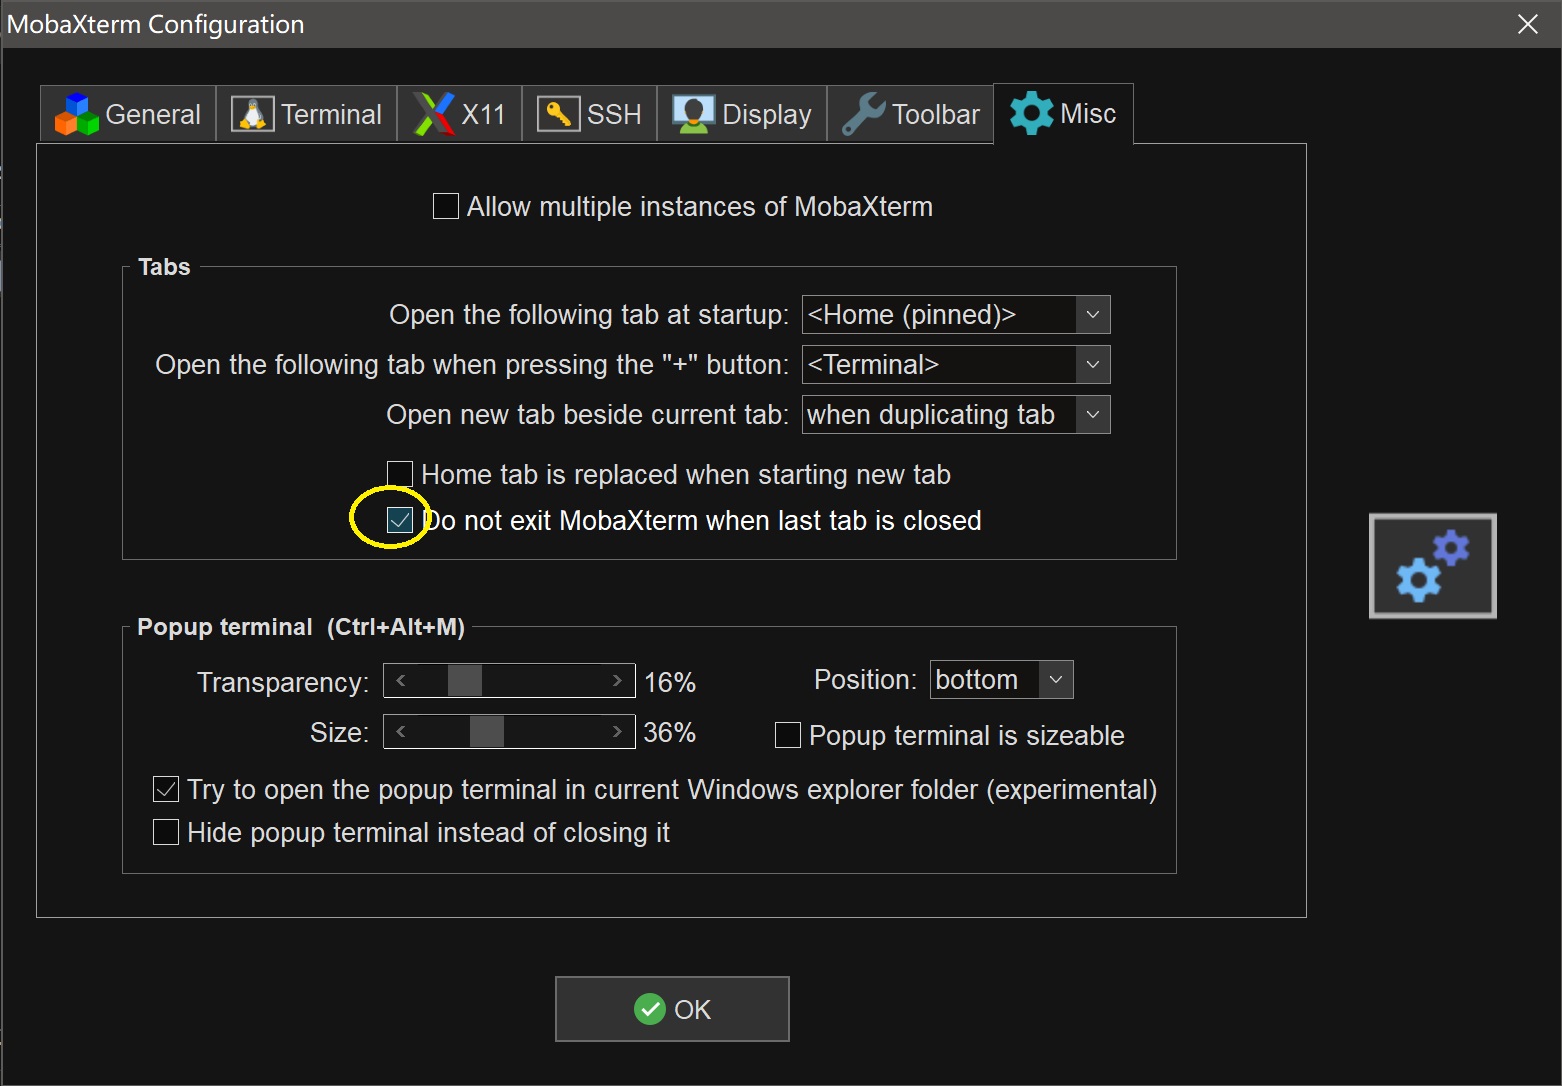 MobaXterm Configuration
General Terminal X11 SSH Display Toolbar Misc
Allow multiple instances of MobaXterm
Tabs
Open the following tab at startup: <Home (pinned)>
Open the following tab when pressing the "+" button: <Terminal>
Open new tab beside current tab: when duplicating tab
Home tab is replaced when starting new tab
Do not exit MobaXterm when last tab is closed
Popup terminal (Ctrl+Alt+M)
Transparency: 16% Position: bottom
Size: 36% Popup terminal is sizeable
Try to open the popup terminal in current Windows explorer folder (experimental)
Hide popup terminal instead of closing it
OK